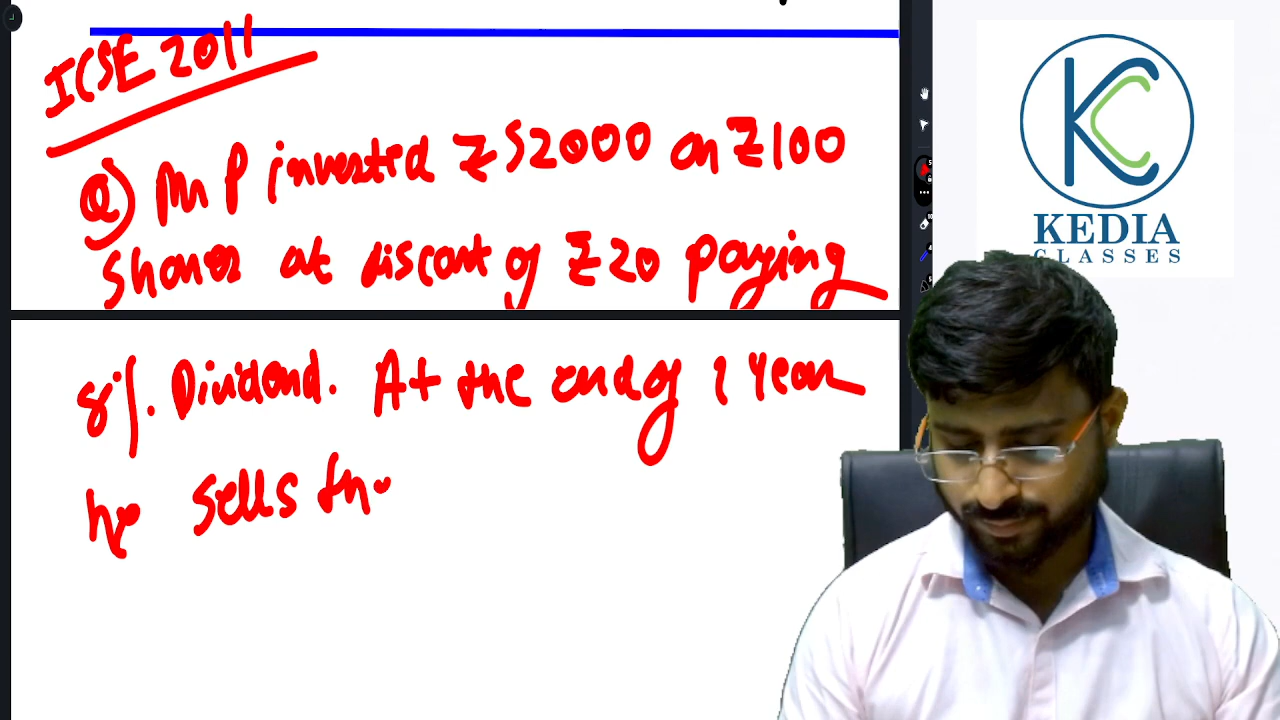 ICSE 2011
Q) Mr P invested ₹52000 on ₹100
shares at discount of ₹20 paying
8%. Dividend. At the end of 1 Year
he sells the
KC
KEDIA
CLASSES